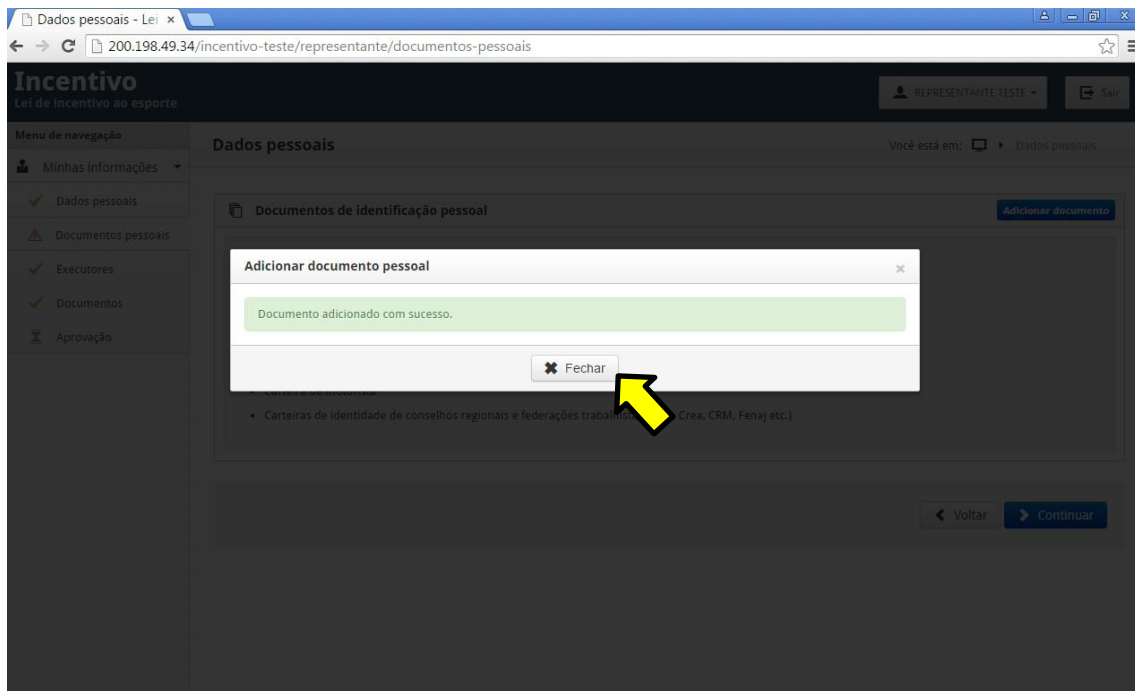 Dados pessoais - Lei
200.198.49.34/incentivo-teste/representante/documentos-pessoais
Incentivo
Lei de incentivo ao esporte
REPRESENTANTE TESTE
Sair
Menu de navegação
Dados pessoais
Você está em:
Dados pessoais
Minhas informações
Dados pessoais
Documentos pessoais
Executores
Documentos
Aprovação
Documentos de identificação pessoal
Adicionar documento
Adicionar documento pessoal
Documento adicionado com sucesso.
Fechar
Carteira de motorista
• Carteiras de identidade de conselhos regionais e federações Crea, CRM, Fenaj etc.)
Voltar
Continuar